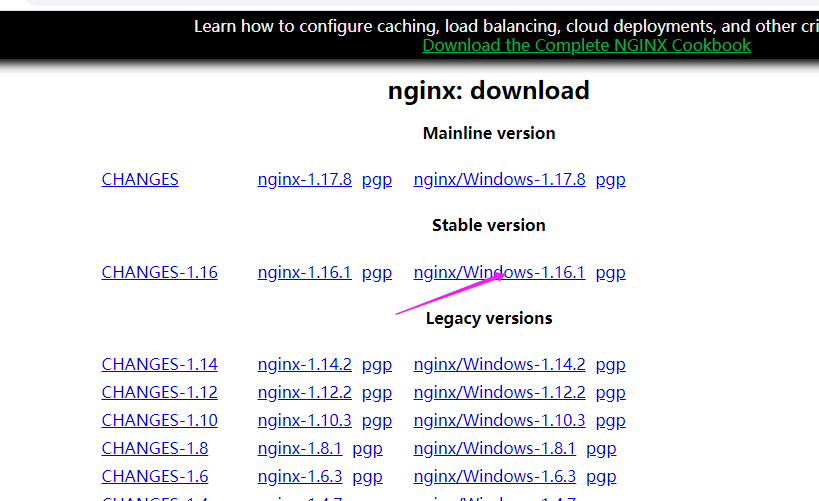 Learn how to configure caching, load balancing, cloud deployments, and other cri
Download the Complete NGINX Cookbook
nginx: download
Mainline version
CHANGES nginx-1.17.8 pgp nginx/Windows-1.17.8 pgp
Stable version
CHANGES-1.16 nginx-1.16.1 pgp nginx/Windows-1.16.1 pgp
Legacy versions
CHANGES-1.14 nginx-1.14.2 pgp nginx/Windows-1.14.2 pgp
CHANGES-1.12 nginx-1.12.2 pgp nginx/Windows-1.12.2 pgp
CHANGES-1.10 nginx-1.10.3 pgp nginx/Windows-1.10.3 pgp
CHANGES-1.8 nginx-1.8.1 pgp nginx/Windows-1.8.1 pgp
CHANGES-1.6 nginx-1.6.3 pgp nginx/Windows-1.6.3 pgp